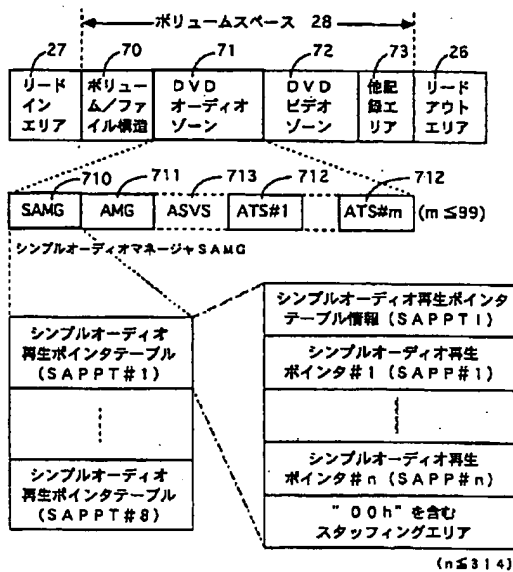 ボリュームスペース 28
27 70 71 72 73 26
リード
イン
エリア
ボリュー
ム/ファ
イル構造
DVD
オーディオ
ゾーン
DVD
ビデオ
ゾーン
他記
録エ
リア
リード
アウト
エリア
710 711 713 712 712
SAMG AMG ASVS ATS#1 ATS#m (m≦99)
シンプルオーディオマネージャSAMG
シンプルオーディオ
再生ポインタテーブル
(SAPPT#1)
シンプルオーディオ
再生ポインタテーブル
(SAPPT#8)
シンプルオーディオ再生ポインタ
テーブル情報(SAPPTI)
シンプルオーディオ再生
ポインタ#1(SAPP#1)
シンプルオーディオ再生
ポインタ#n(SAPP#n)
"00h"を含む
スタッフィングエリア
(n≦314)